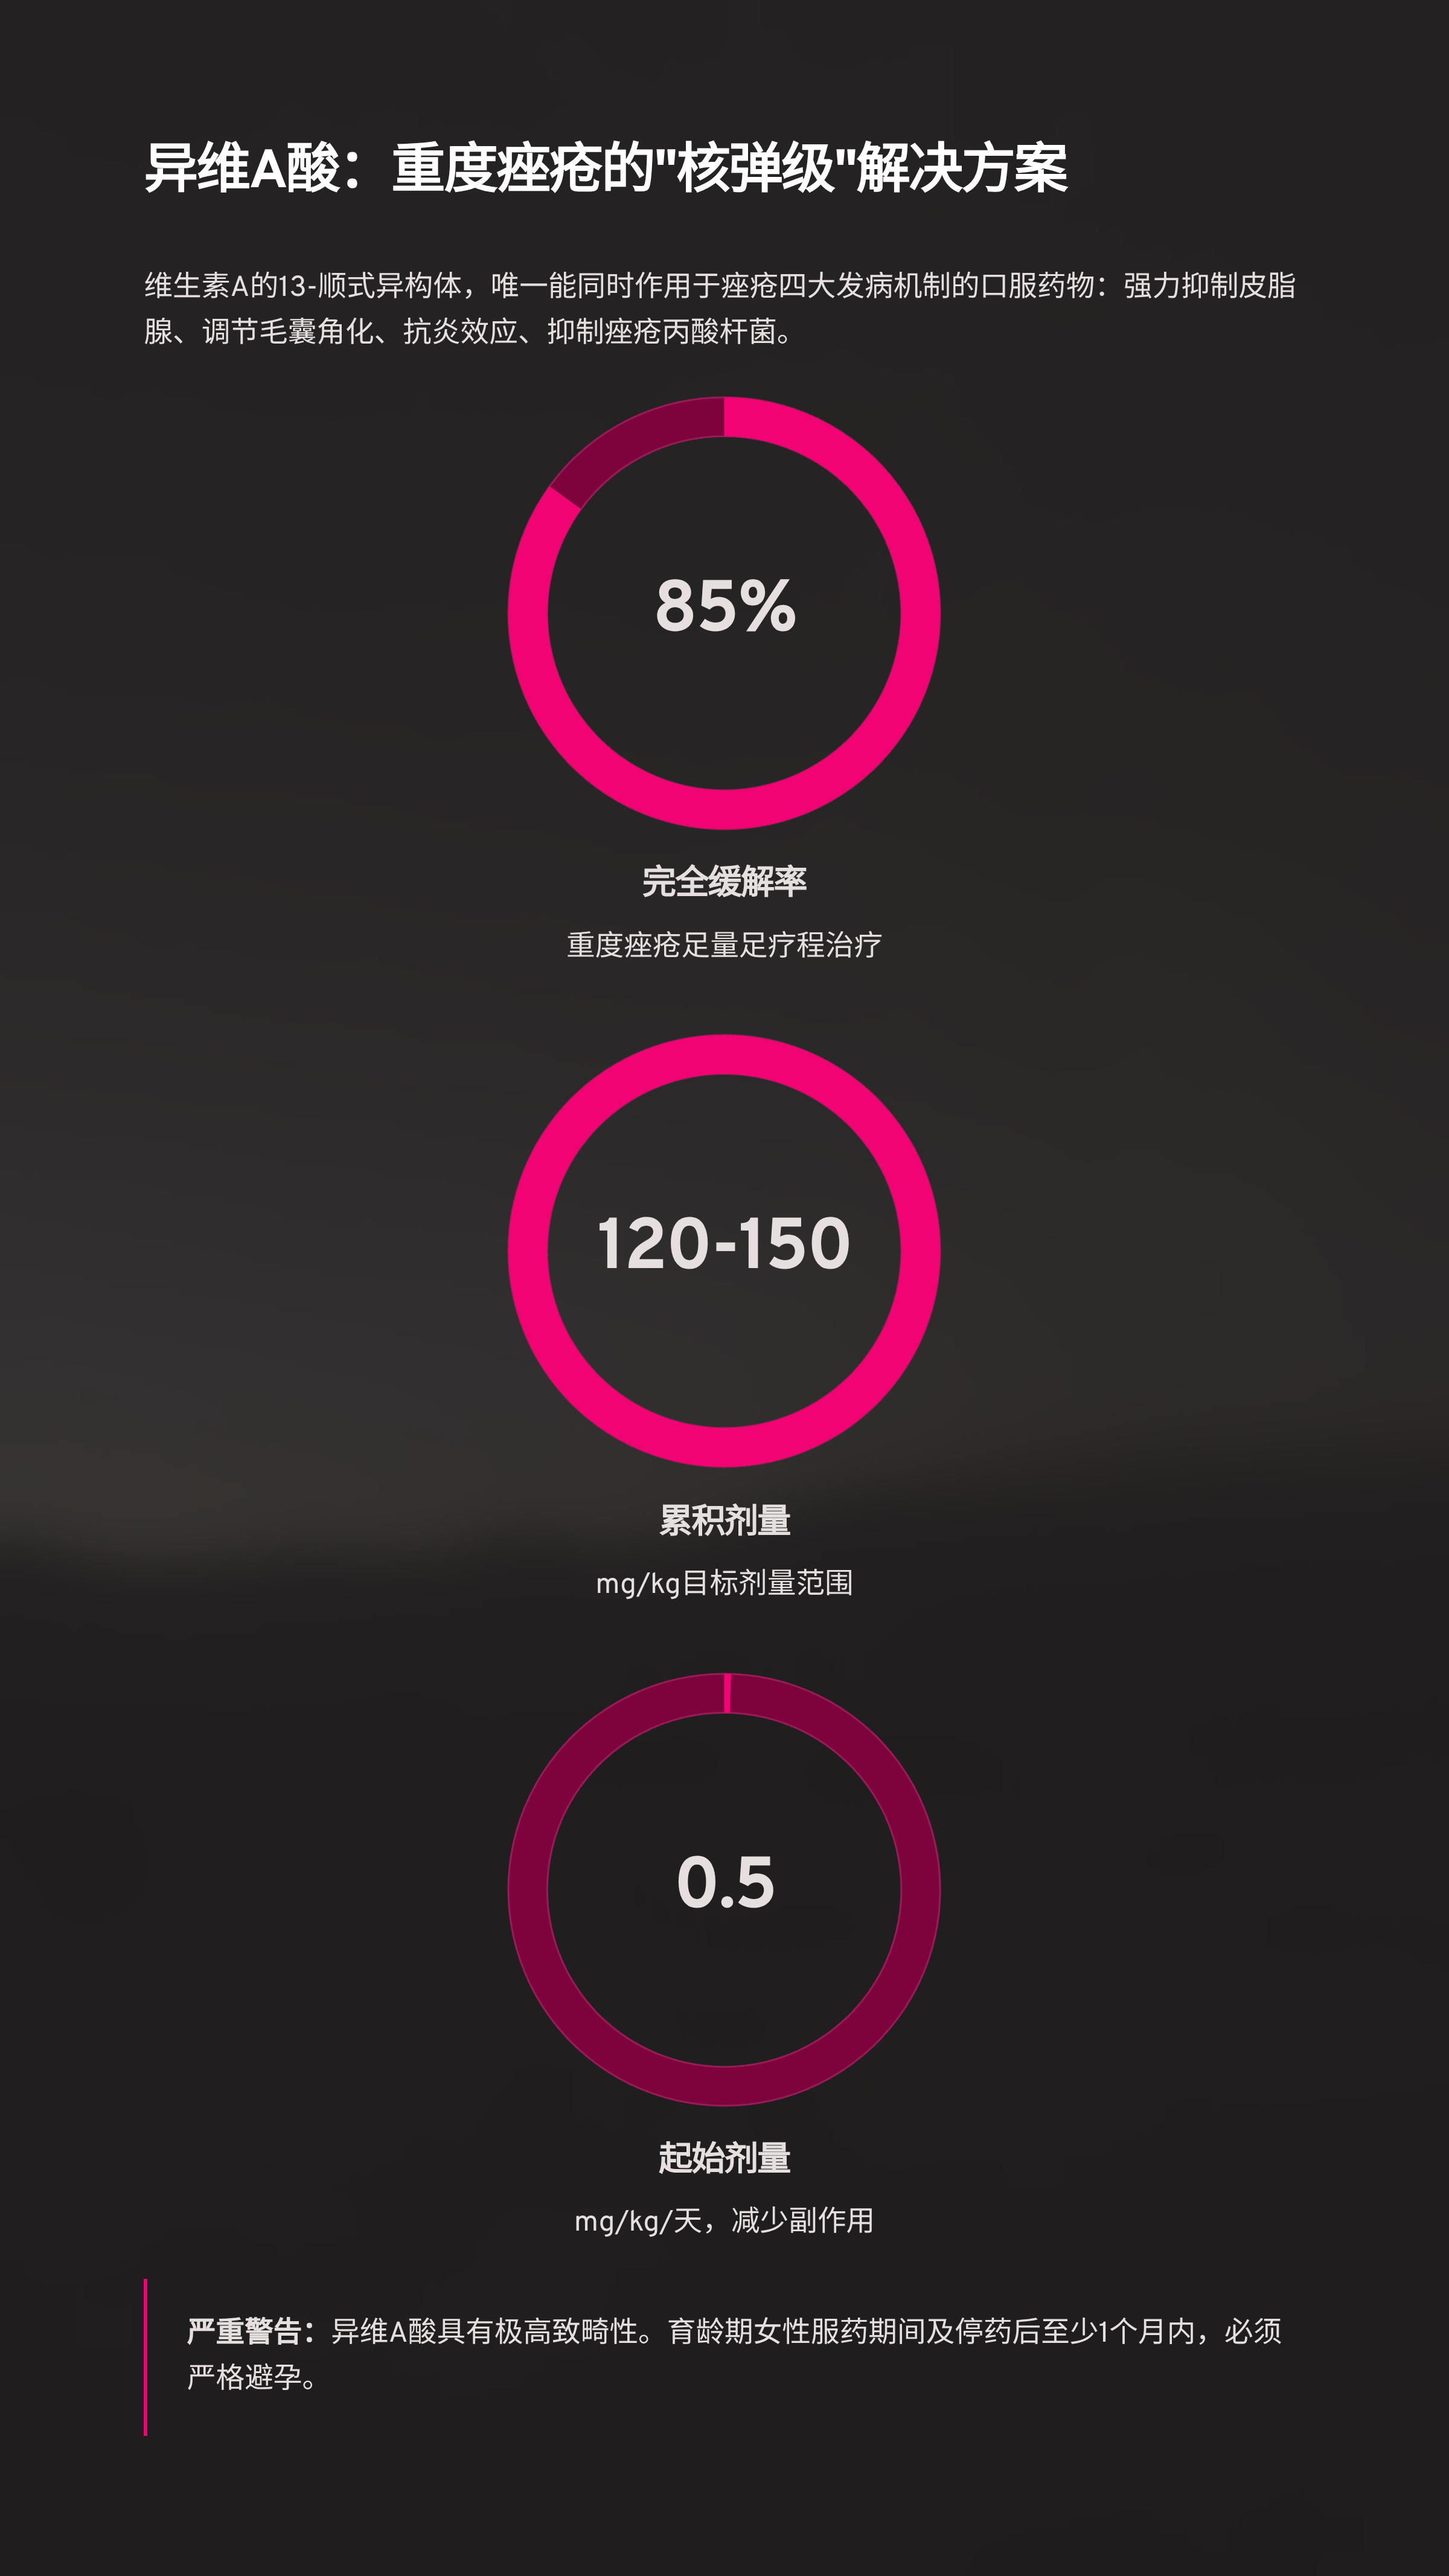 异维A酸：重度痤疮的"核弹级"解决方案
维生素A的13-顺式异构体，唯一能同时作用于痤疮四大发病机制的口服药物：强力抑制皮脂
腺、调节毛囊角化、抗炎效应、抑制痤疮丙酸杆菌。
85%
完全缓解率
重度痤疮足量足疗程治疗
120-150
累积剂量
mg/kg目标剂量范围
0.5
起始剂量
mg/kg/天，减少副作用
严重警告：异维A酸具有极高致畸性。育龄期女性服药期间及停药后至少1个月内，必须
严格避孕。